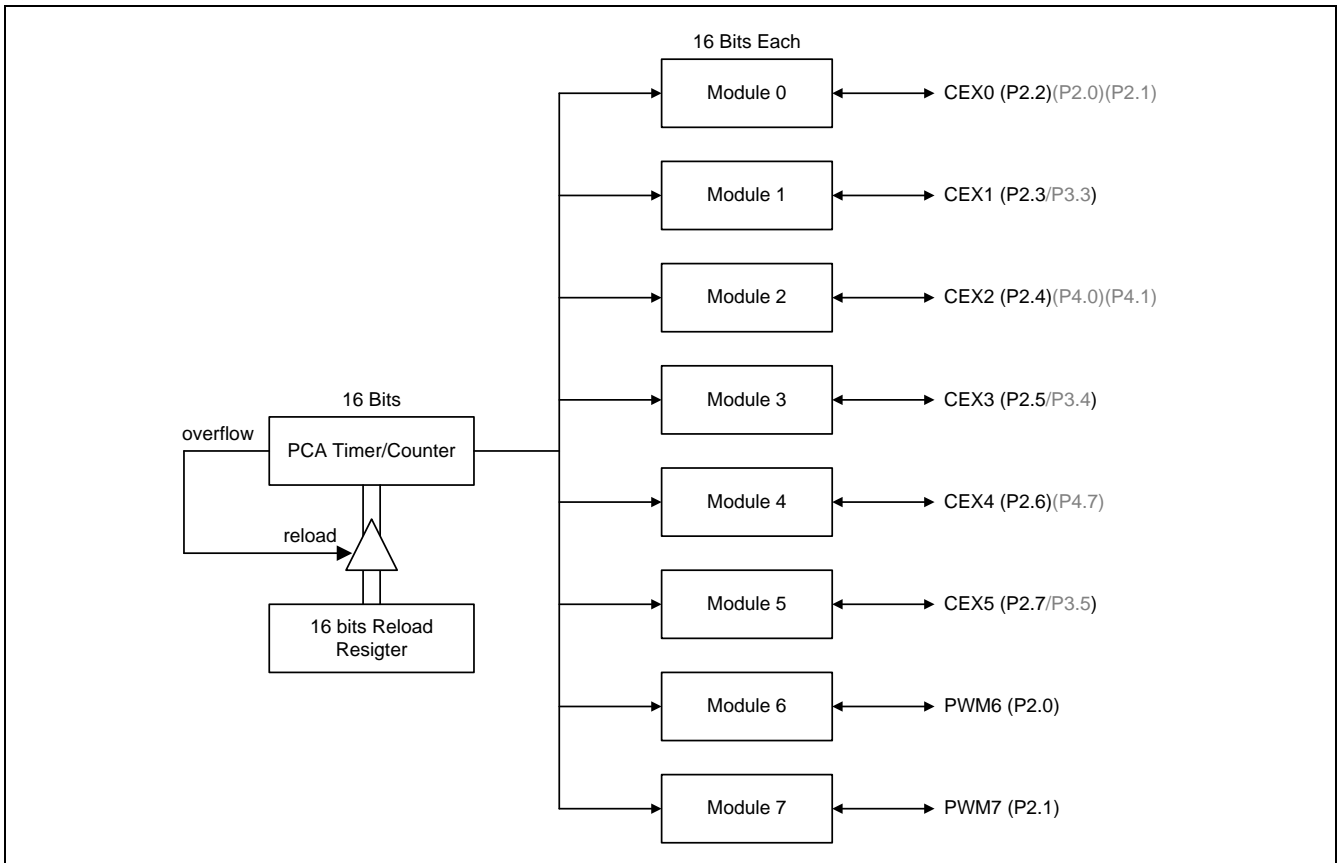 16 Bits Each
Module 0
CEX0 (P2.2)(P2.0)(P2.1)
Module 1
CEX1 (P2.3/P3.3)
Module 2
CEX2 (P2.4)(P4.0)(P4.1)
Module 3
CEX3 (P2.5/P3.4)
16 Bits
overflow
PCA Timer/Counter
Module 4
CEX4 (P2.6)(P4.7)
reload
Module 5
CEX5 (P2.7/P3.5)
16 bits Reload
Resigter
Module 6
PWM6 (P2.0)
Module 7
PWM7 (P2.1)